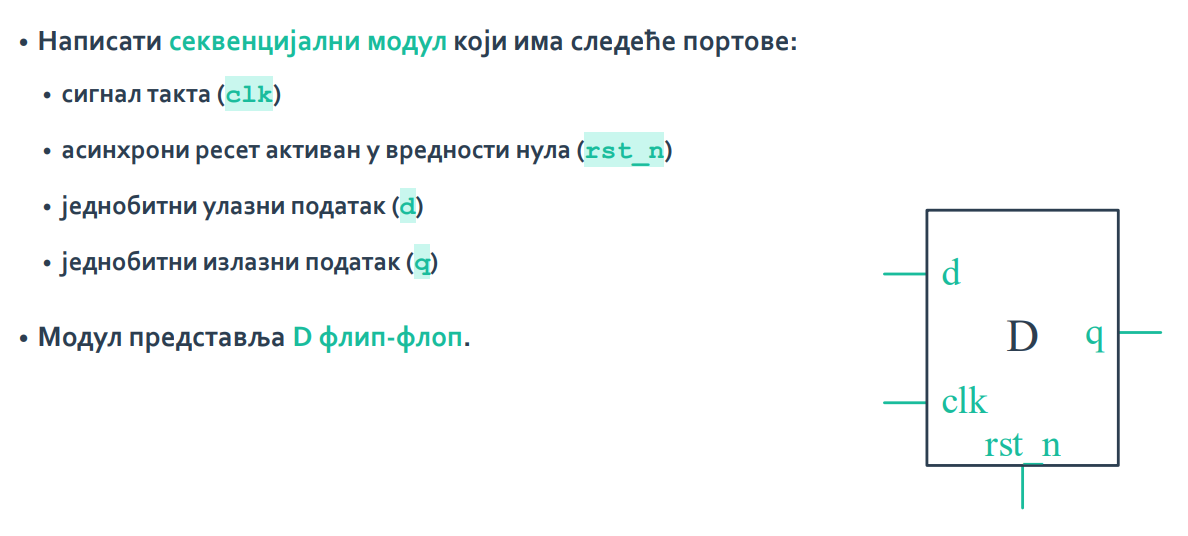 • Написати секвенцијални модул који има следеће портове:
• сигнал такта (clk)
• асинхрони ресет активан у вредности нула (rst_n)
• једнобитни улазни податак (d)
• једнобитни излазни податак (q)
• Модул представља D флип-флоп.
d
D
q
clk
rst_n